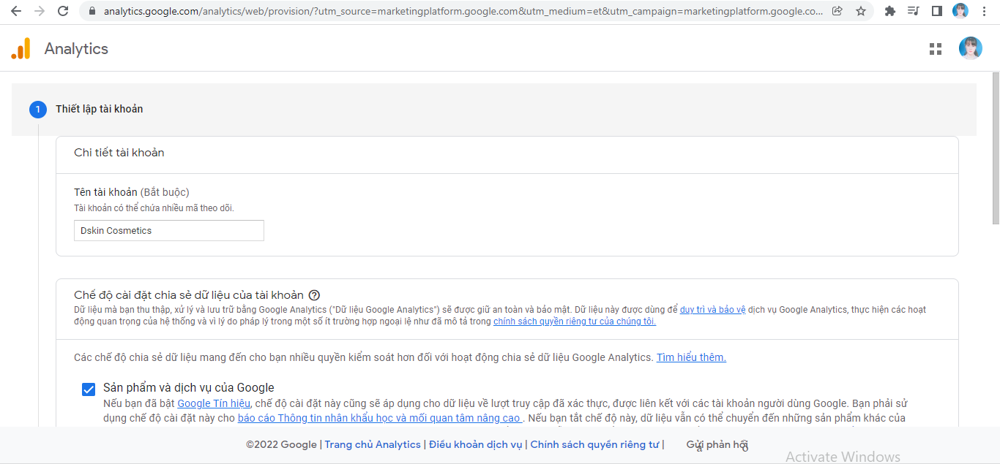 analytics.google.com/analytics/web/provision/?utm_source=marketingplatform.google.com&utm_medium=et&utm_campaign=marketingplatform.google.co...
Analytics
1 Thiết lập tài khoản
Chi tiết tài khoản
Tên tài khoản (Bắt buộc)
Tài khoản có thể chứa nhiều mã theo dõi.
Dskin Cosmetics
Chế độ cài đặt chia sẻ dữ liệu của tài khoản
Dữ liệu mà bạn thu thập, xử lý và lưu trữ bằng Google Analytics ("Dữ liệu Google Analytics") sẽ được giữ an toàn và bảo mật. Dữ liệu này được dùng để duy trì và bảo vệ dịch vụ Google Analytics, thực hiện các hoạt
động quan trọng của hệ thống và vì lý do pháp lý trong một số ít trường hợp ngoại lệ như đã mô tả trong chính sách quyền riêng tư của chúng tôi.
Các chế độ chia sẻ dữ liệu mang đến cho bạn nhiều quyền kiểm soát hơn đối với hoạt động chia sẻ dữ liệu Google Analytics. Tìm hiểu thêm.
Sản phẩm và dịch vụ của Google
Nếu bạn đã bật Google Tín hiệu, chế độ cài đặt này cũng sẽ áp dụng cho dữ liệu về lượt truy cập đã xác thực, được liên kết với các tài khoản người dùng Google. Bạn phải sử
dụng chế độ cài đặt này cho báo cáo Thông tin nhân khẩu học và mối quan tâm nâng cao . Nếu bạn tắt chế độ này, dữ liệu vẫn có thể chuyển đến những sản phẩm khác của
©2022 Google | Trang chủ Analytics | Điều khoản dịch vụ | Chính sách quyền riêng tư | Gửi phản hồi
Activate Windows